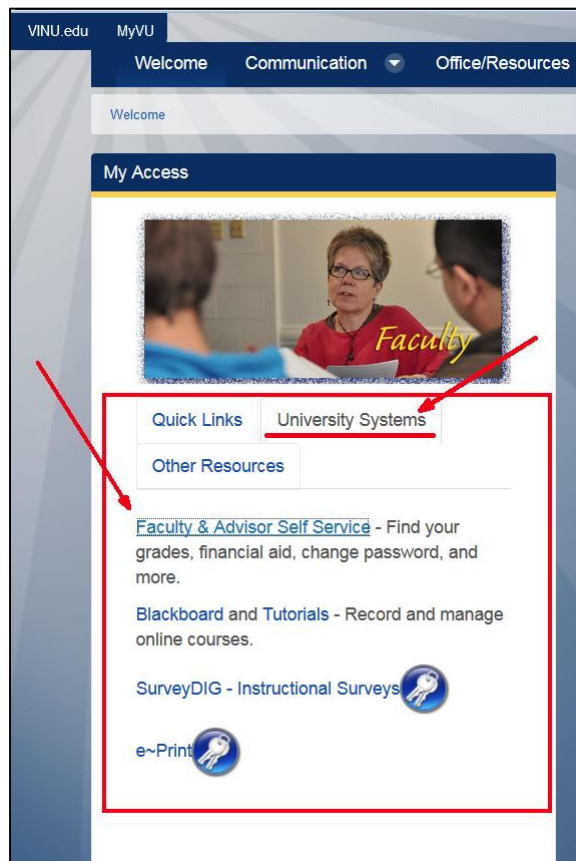 VINU.edu MyVU
Welcome Communication Office/Resources
Welcome
My Access
Faculty
Quick Links University Systems
Other Resources
Faculty & Advisor Self Service - Find your
grades, financial aid, change password, and
more.
Blackboard and Tutorials - Record and manage
online courses.
SurveyDIG - Instructional Surveys
e~Print